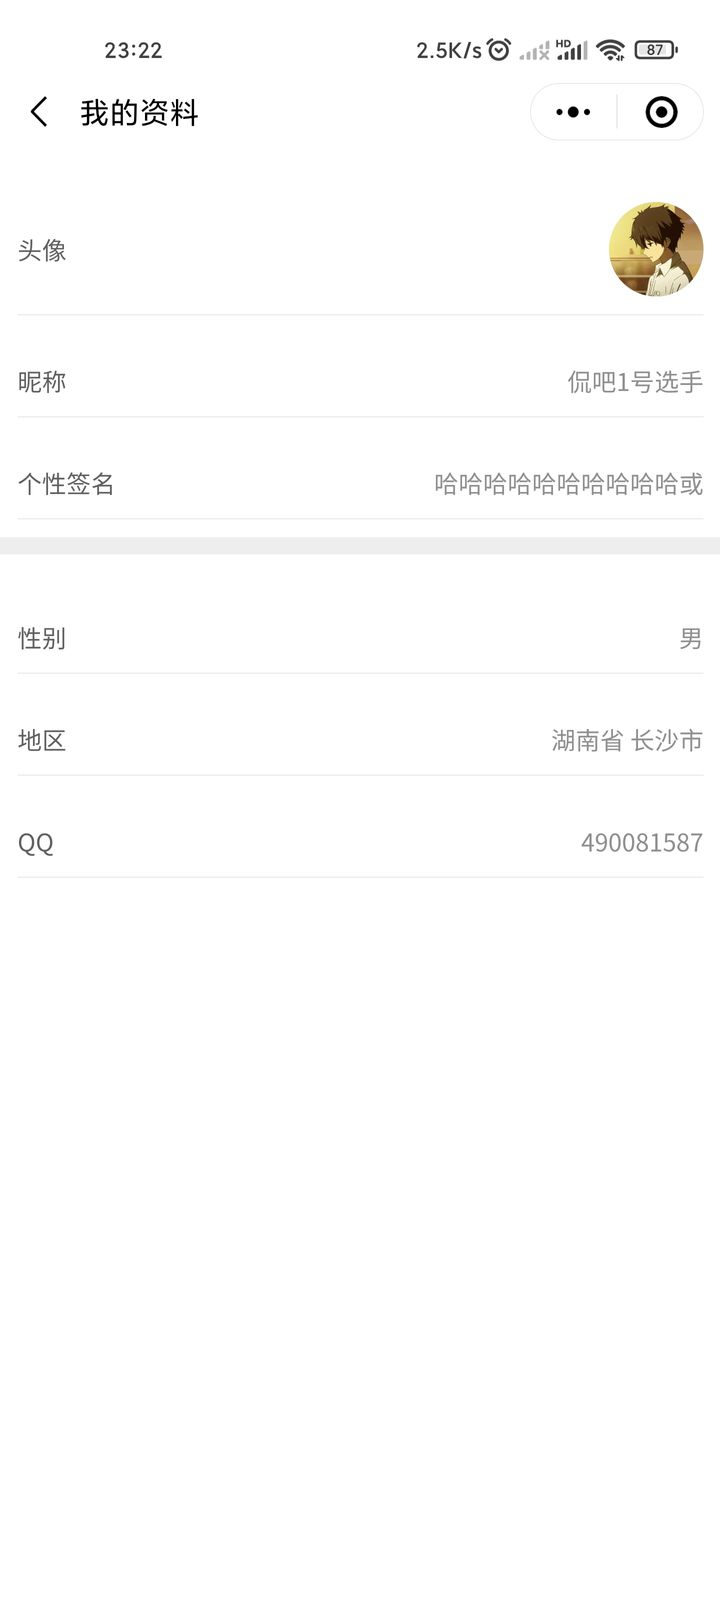 23:22
2.5K/s HD 87
我的资料
头像
昵称 侃吧1号选手
个性签名 哈哈哈哈哈哈哈哈哈哈或
性别 男
地区 湖南省 长沙市
QQ 490081587